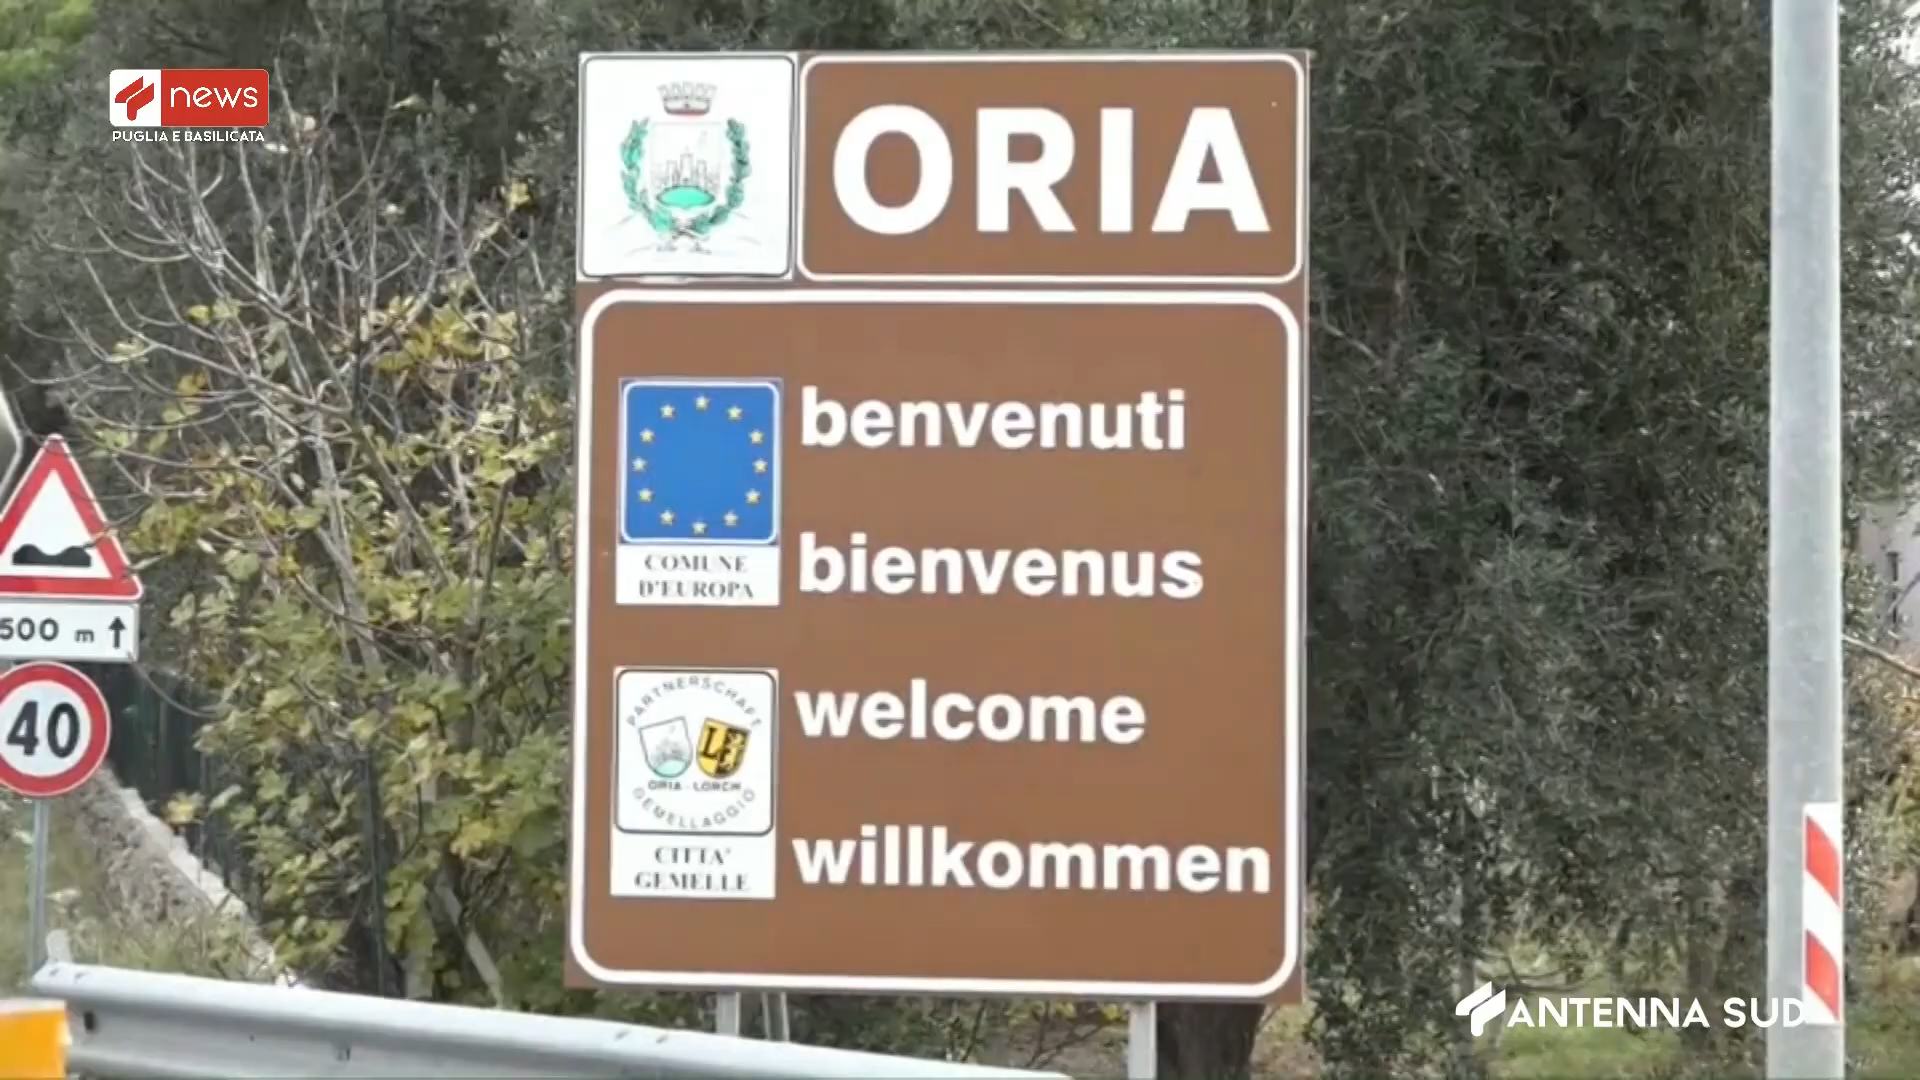 news
PUGLIA E BASILICATA
ORIA
benvenuti
COMUNE
D'EUROPA
bienvenus
PARTNERSCHAFT
LE
ORIA - LORCH
GEMELLAGGIO
welcome
CITTA'
GEMELLE
willkommen
500 m
40
ANTENNA SUD